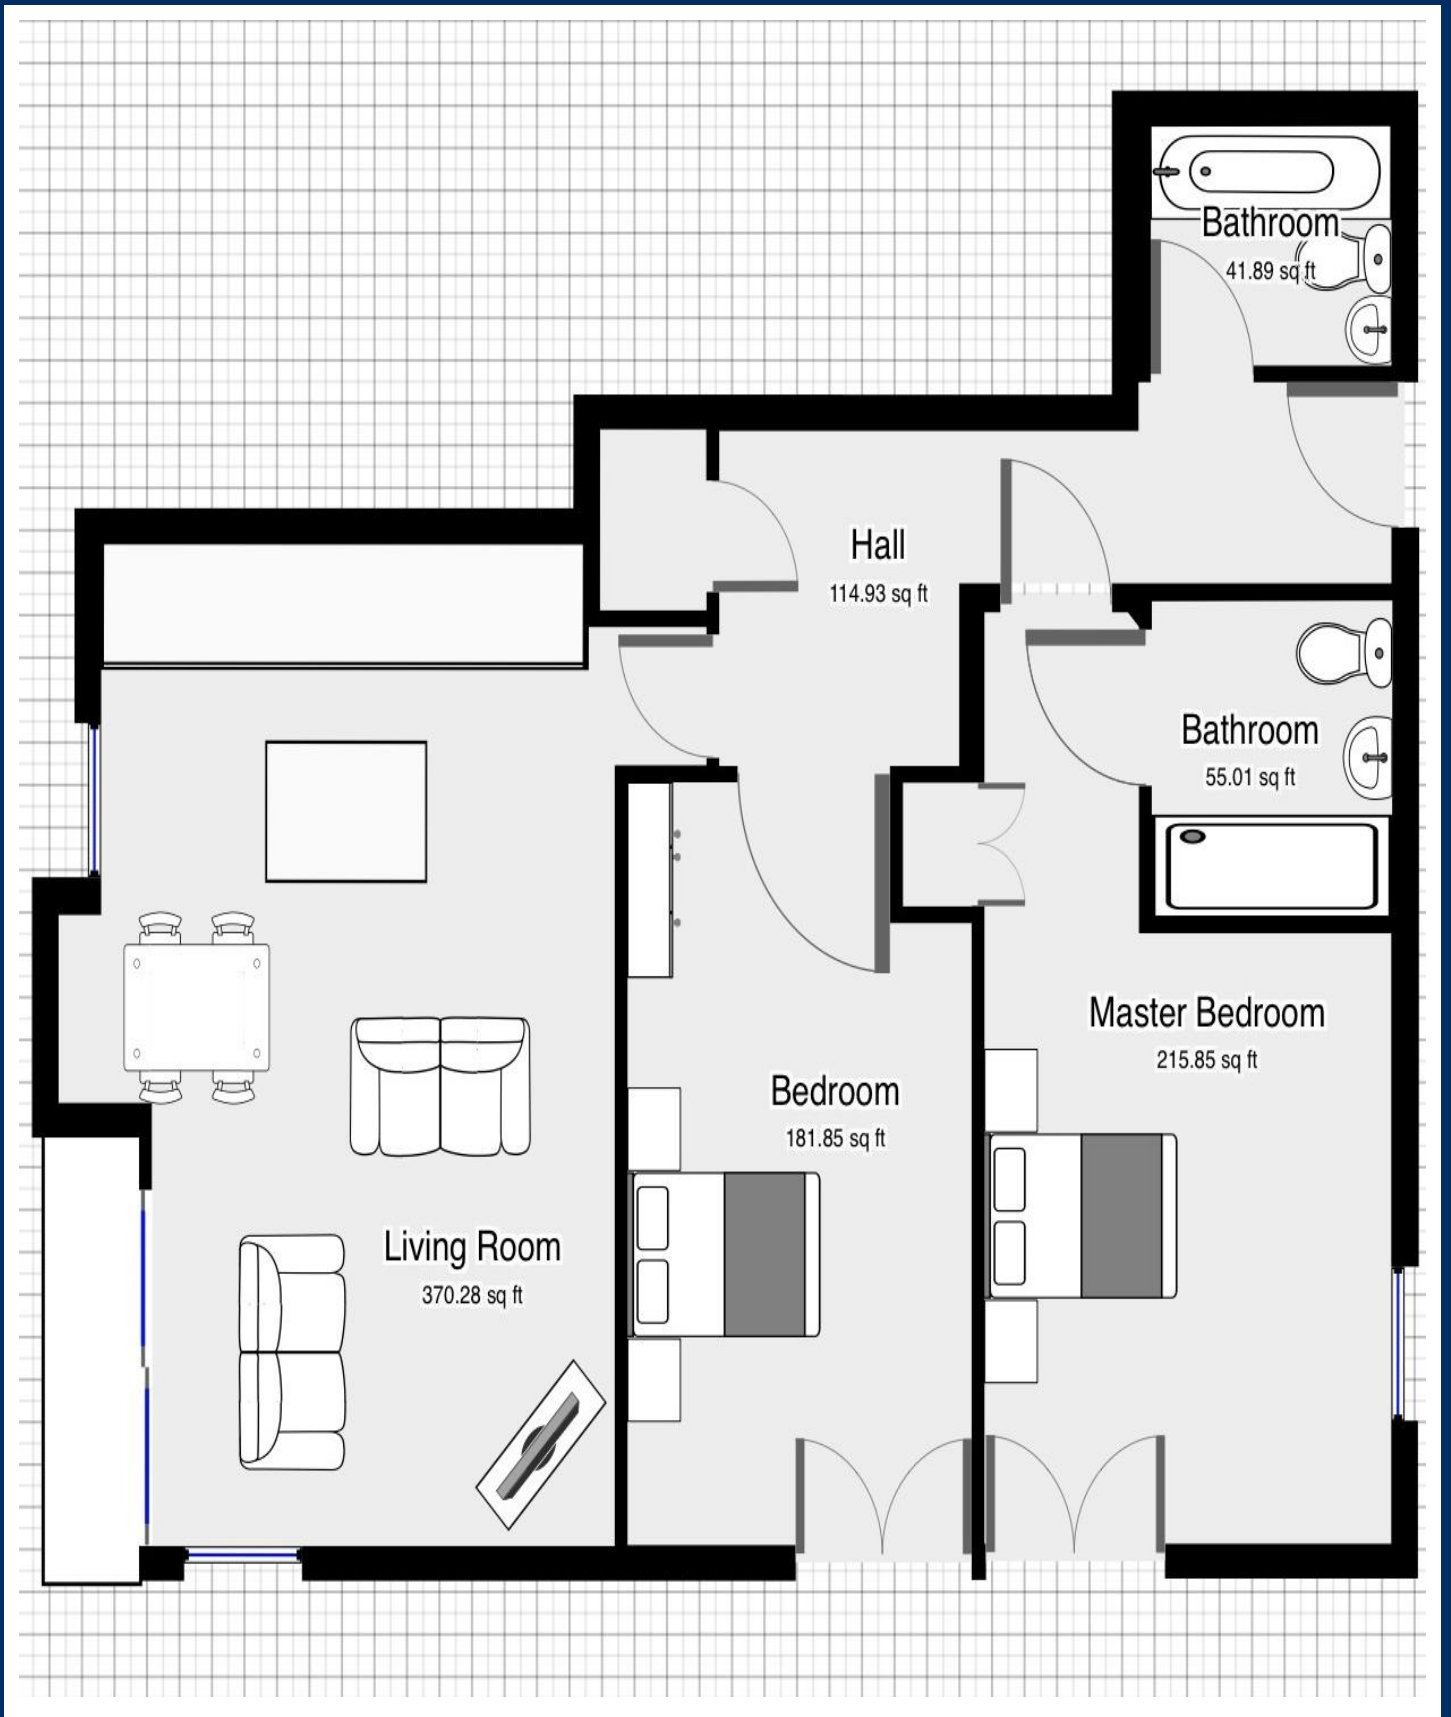 Bathroom
41.89 sq ft
Hall
114.93 sq ft
Bathroom
55.01 sq ft
Master Bedroom
215.85 sq ft
Bedroom
181.85 sq ft
Living Room
370.28 sq ft